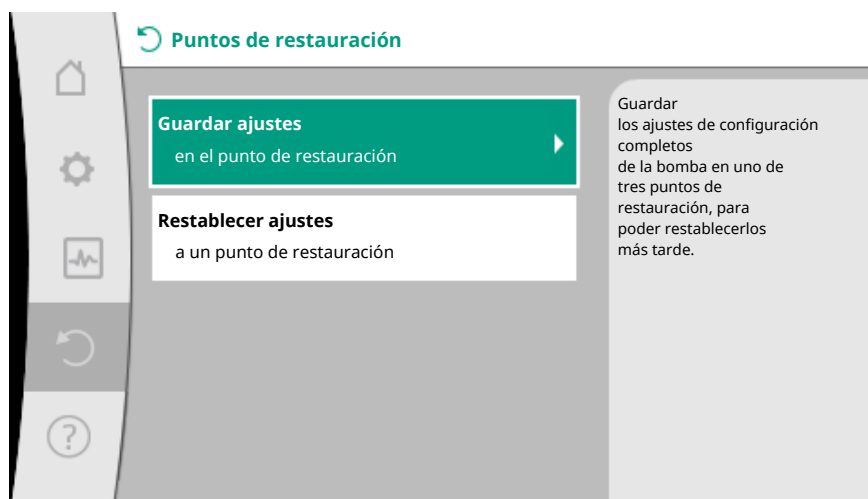 Puntos de restauración
Guardar ajustes
en el punto de restauración
Restablecer ajustes
a un punto de restauración
Guardar
los ajustes de configuración
completos
de la bomba en uno de
tres puntos de
restauración, para
poder restablecerlos
más tarde.
?